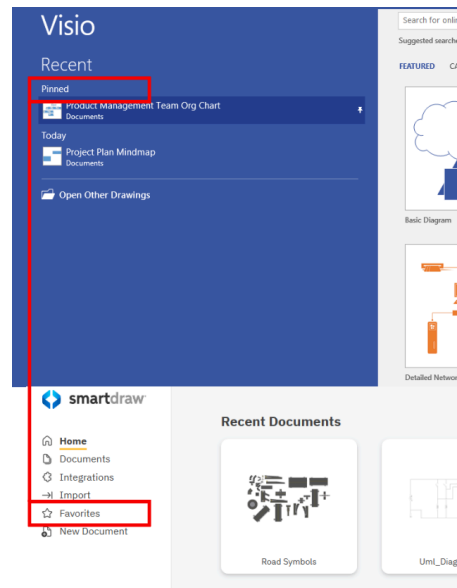 Visio
Search for onli
Suggested searche
Recent
FEATURED CA
Pinned
Product Management Team Org Chart
Documents
Today
Project Plan Mindmap
Documents
Open Other Drawings
Basic Diagram
Detailed Networ
smartdraw
Recent Documents
Home
Documents
Integrations
Import
Favorites
New Document
Road Symbols
Uml_Diag